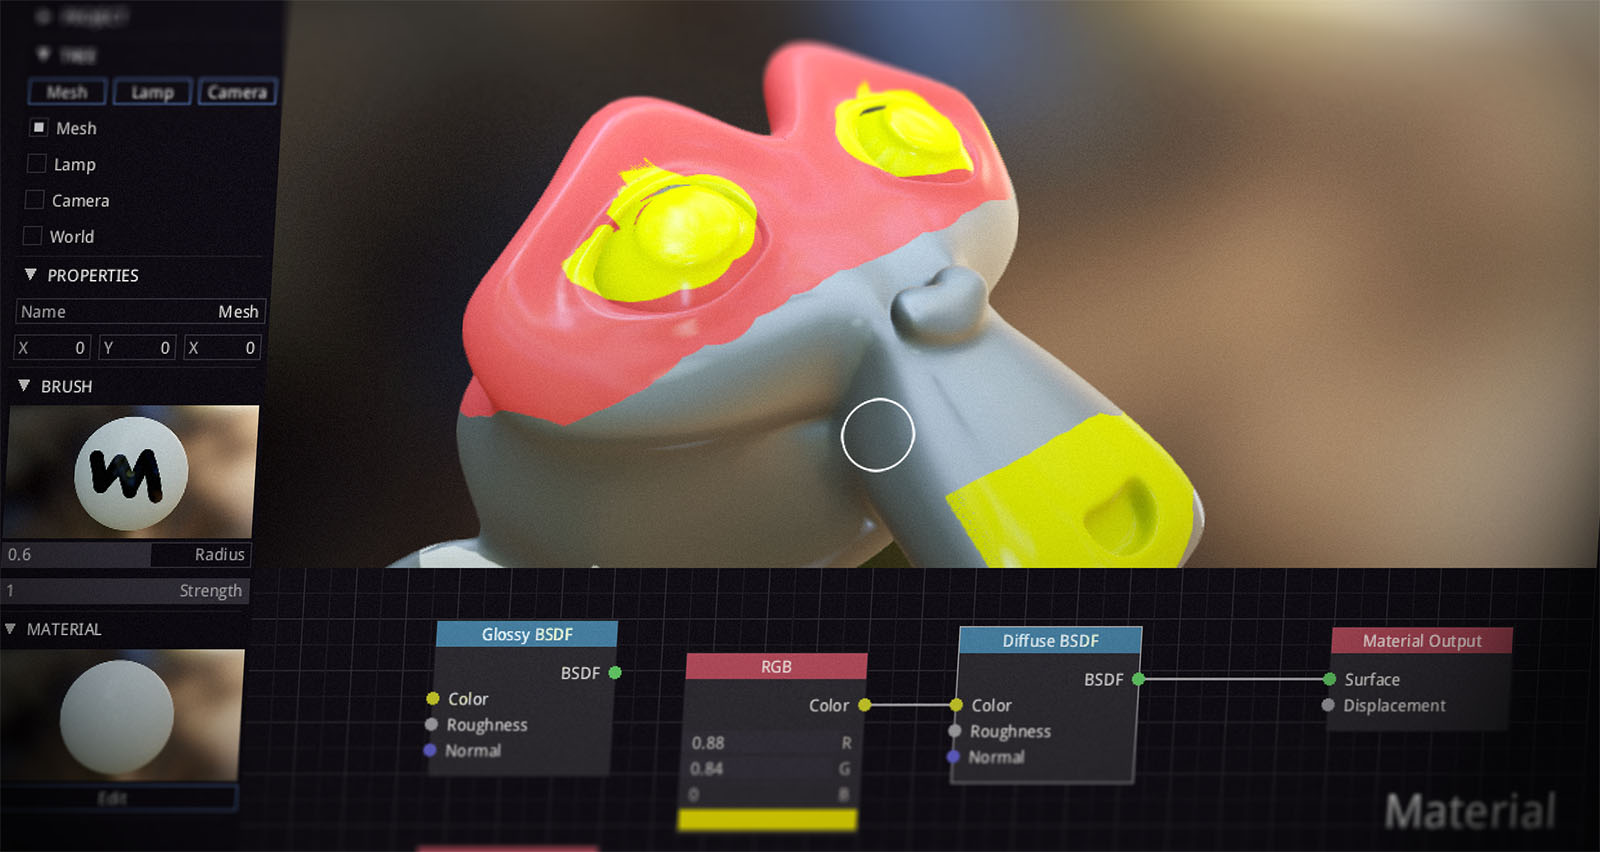 TREE
Mesh Lamp Camera
Mesh
Lamp
Camera
World
PROPERTIES
Name Mesh
X 0 Y 0 X 0
BRUSH
0.6 Radius
1 Strength
MATERIAL
Edit
Glossy BSDF
BSDF
Color
Roughness
Normal
RGB
Color
0.88 R
0.84 G
0 B
Diffuse BSDF
BSDF
Color
Roughness
Normal
Material Output
Surface
Displacement
Material